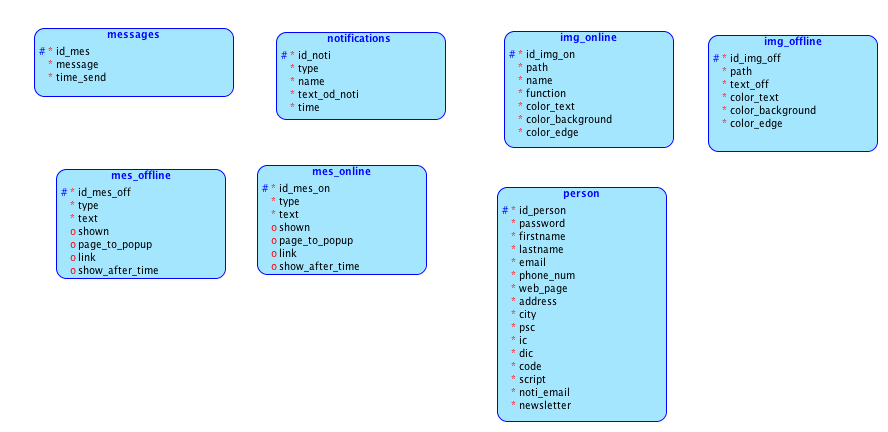 messages
# * id_mes
* message
* time_send
notifications
# * id_noti
* type
* name
* text_od_noti
* time
img_online
# * id_img_on
* path
* name
* function
* color_text
* color_background
* color_edge
img_offline
# * id_img_off
* path
* text_off
* color_text
* color_background
* color_edge
mes_offline
# * id_mes_off
* type
* text
o shown
o page_to_popup
o link
o show_after_time
mes_online
# * id_mes_on
* type
* text
o shown
o page_to_popup
o link
o show_after_time
person
# * id_person
* password
* firstname
* lastname
* email
* phone_num
* web_page
* address
* city
* psc
* ic
* dic
* code
* script
* noti_email
* newsletter